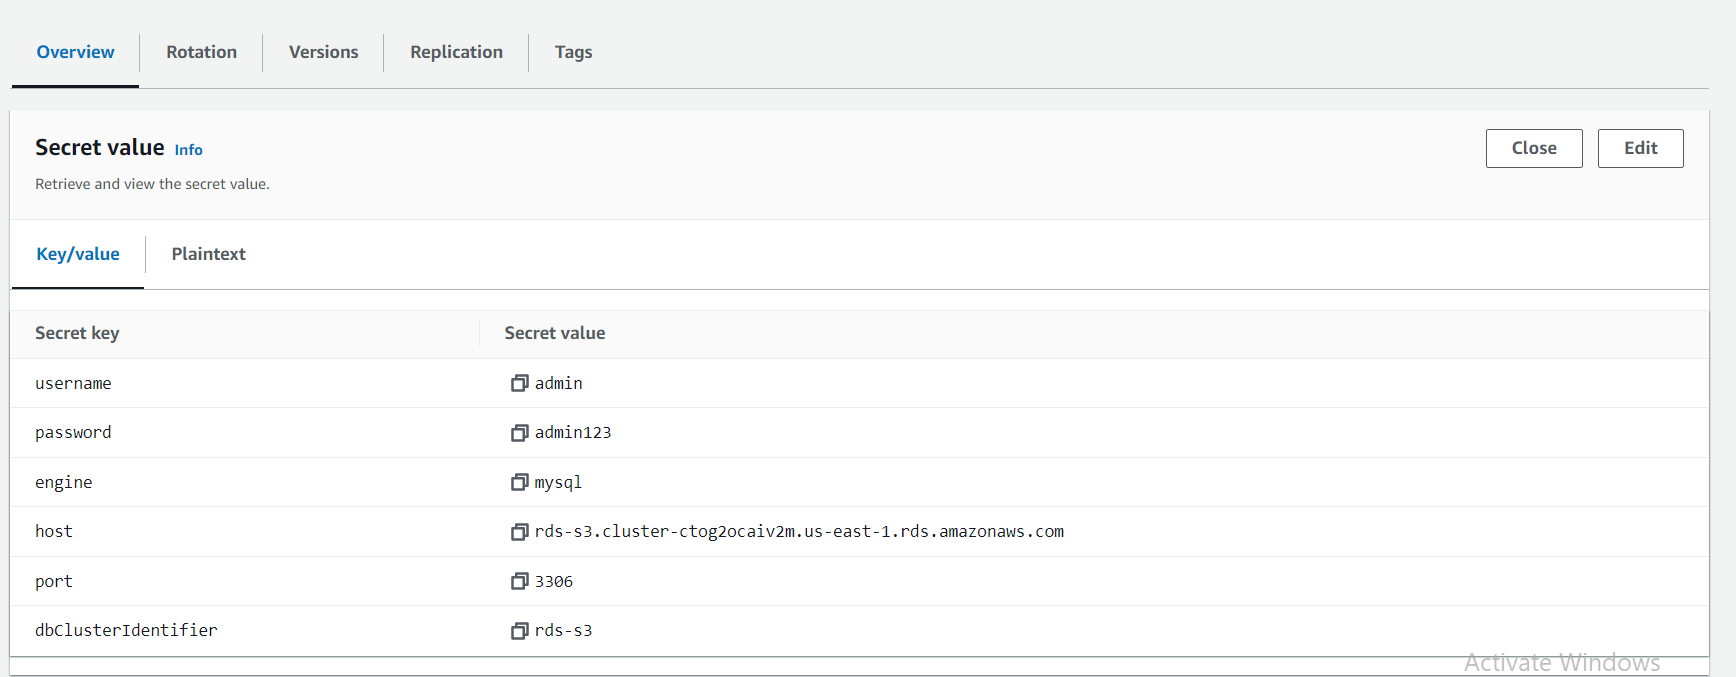 Overview Rotation Versions Replication Tags
Secret value Info
Close Edit
Retrieve and view the secret value.
Key/value Plaintext
Secret key Secret value
username admin
password admin123
engine mysql
host rds-s3.cluster-ctog2ocaiv2m.us-east-1.rds.amazonaws.com
port 3306
dbClusterIdentifier rds-s3
Activate Windows